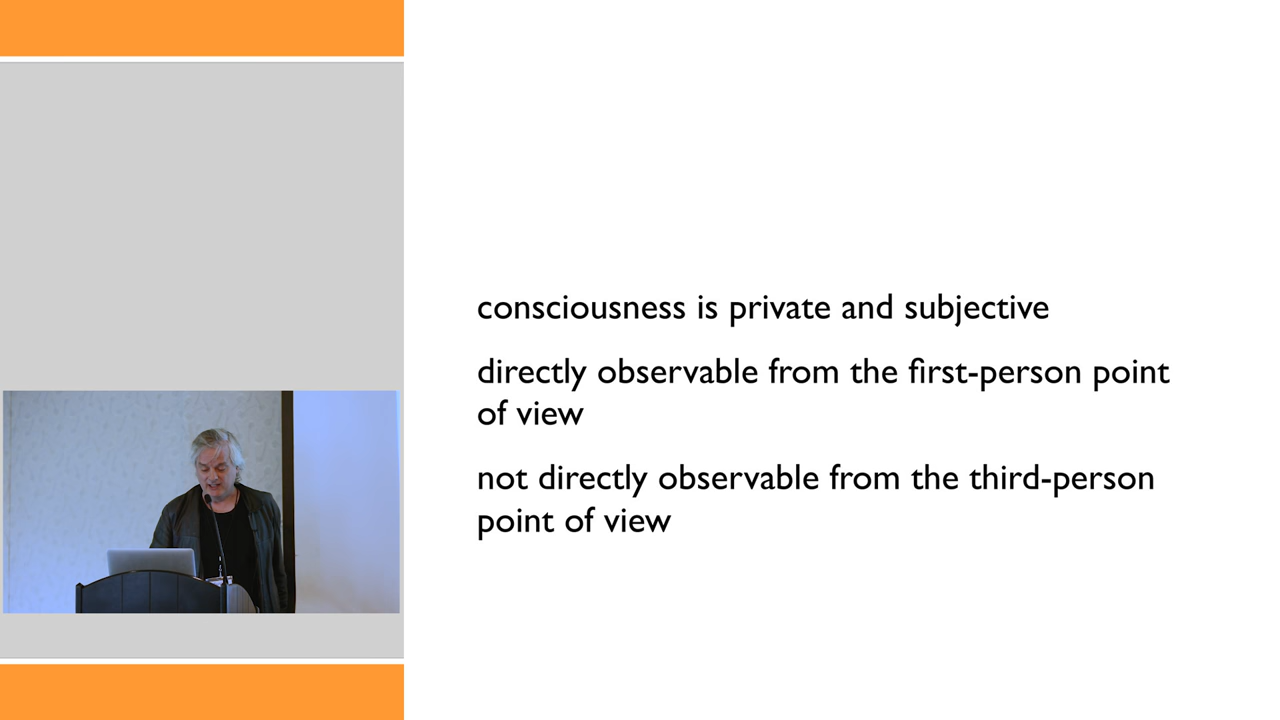 consciousness is private and subjective
directly observable from the first-person point
of view
not directly observable from the third-person
point of view